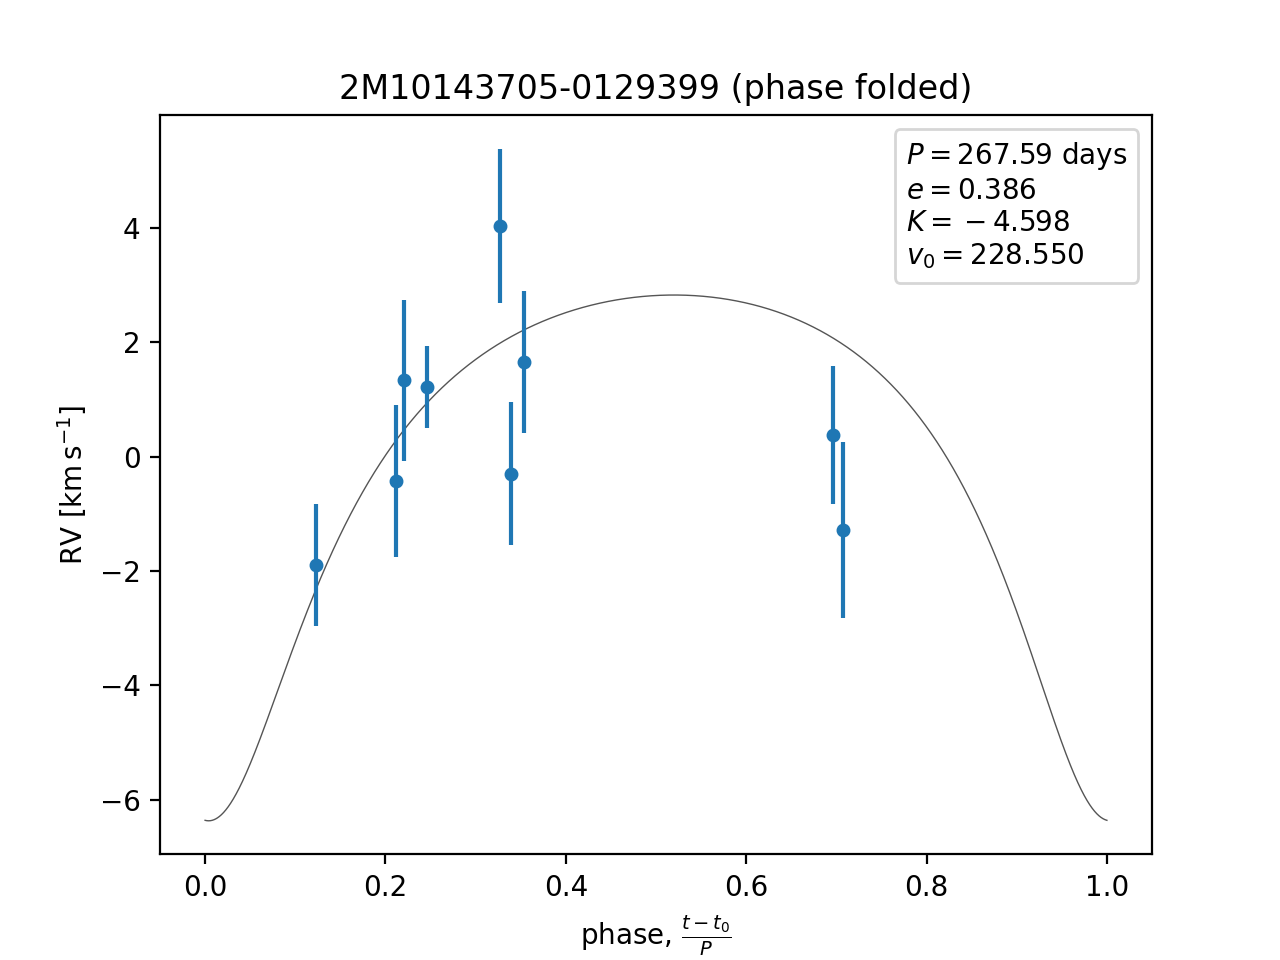 2M10143705-0129399 (phase folded)
P = 267.59 days
e = 0.386
K = −4.598
v₀ = 228.550
RV [km s⁻¹]
4
2
0
−2
−4
−6
0.0 0.2 0.4 0.6 0.8 1.0
phase, (t − t₀)/P